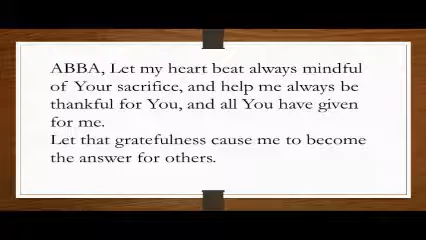 ABBA, Let my heart beat always mindful
of Your sacrifice, and help me always be
thankful for You, and all You have given
for me.
Let that gratefulness cause me to become
the answer for others.